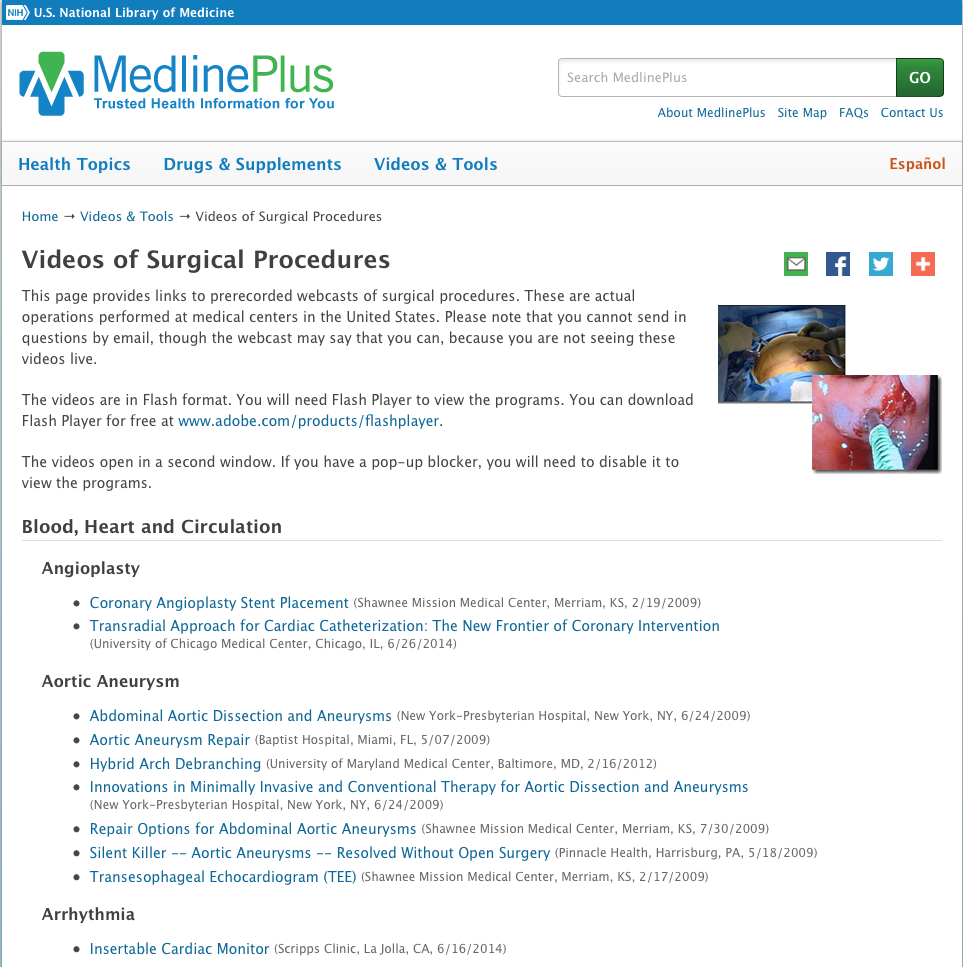 NIH U.S. National Library of Medicine
MedlinePlus
Trusted Health Information for You
Search MedlinePlus GO
About MedlinePlus Site Map FAQs Contact Us
Health Topics Drugs & Supplements Videos & Tools Español
Home → Videos & Tools → Videos of Surgical Procedures
Videos of Surgical Procedures
This page provides links to prerecorded webcasts of surgical procedures. These are actual
operations performed at medical centers in the United States. Please note that you cannot send in
questions by email, though the webcast may say that you can, because you are not seeing these
videos live.
The videos are in Flash format. You will need Flash Player to view the programs. You can download
Flash Player for free at www.adobe.com/products/flashplayer.
The videos open in a second window. If you have a pop-up blocker, you will need to disable it to
view the programs.
Blood, Heart and Circulation
Angioplasty
• Coronary Angioplasty Stent Placement (Shawnee Mission Medical Center, Merriam, KS, 2/19/2009)
• Transradial Approach for Cardiac Catheterization: The New Frontier of Coronary Intervention
(University of Chicago Medical Center, Chicago, IL, 6/26/2014)
Aortic Aneurysm
• Abdominal Aortic Dissection and Aneurysms (New York-Presbyterian Hospital, New York, NY, 6/24/2009)
• Aortic Aneurysm Repair (Baptist Hospital, Miami, FL, 5/07/2009)
• Hybrid Arch Debranching (University of Maryland Medical Center, Baltimore, MD, 2/16/2012)
• Innovations in Minimally Invasive and Conventional Therapy for Aortic Dissection and Aneurysms
(New York-Presbyterian Hospital, New York, NY, 6/24/2009)
• Repair Options for Abdominal Aortic Aneurysms (Shawnee Mission Medical Center, Merriam, KS, 7/30/2009)
• Silent Killer -- Aortic Aneurysms -- Resolved Without Open Surgery (Pinnacle Health, Harrisburg, PA, 5/18/2009)
• Transesophageal Echocardiogram (TEE) (Shawnee Mission Medical Center, Merriam, KS, 2/17/2009)
Arrhythmia
• Insertable Cardiac Monitor (Scripps Clinic, La Jolla, CA, 6/16/2014)